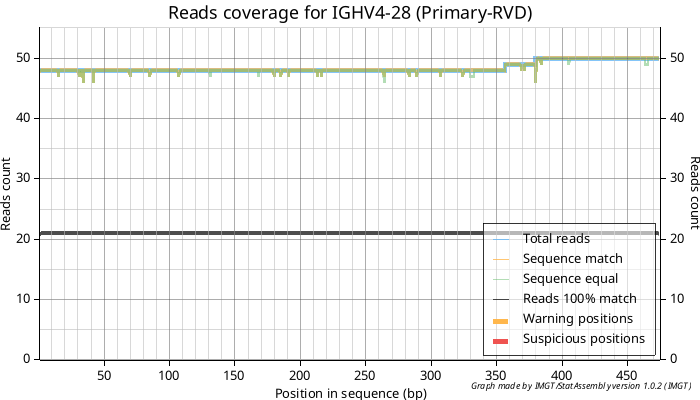 Reads coverage for IGHV4-28 (Primary-RVD)
50
40
30
20
10
0
Reads count
50
40
30
20
10
0
Reads count
50 100 150 200 250 300 350 400 450
Position in sequence (bp)
Total reads
Sequence match
Sequence equal
Reads 100% match
Warning positions
Suspicious positions
Graph made by IMGT/StatAssembly version 1.0.2 (IMGT)